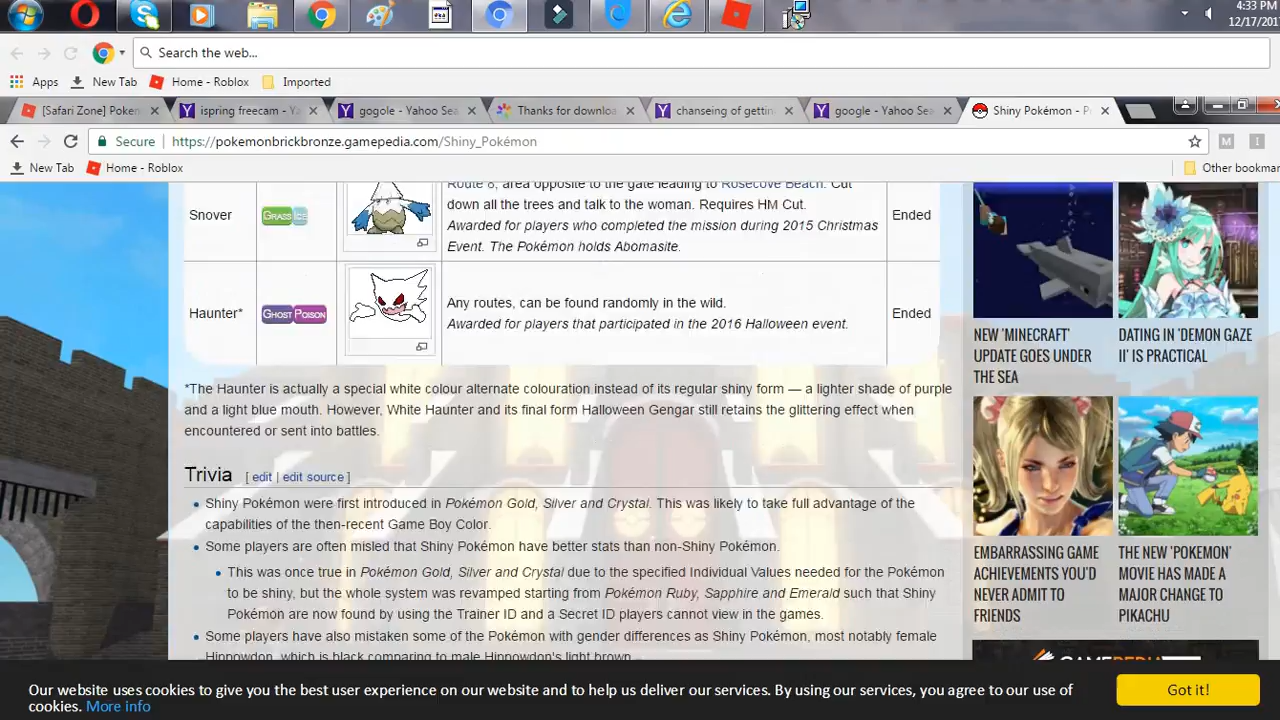 4:33 PM
12/17/201
Search the web...
Apps New Tab Home - Roblox Imported
[Safari Zone] Poken ispring freecam - Ya gogole - Yahoo Sea Thanks for downloa chanseing of gettin google - Yahoo Sea Shiny Pokémon - P
Secure https://pokemonbrickbronze.gamepedia.com/Shiny_Pokémon
New Tab Home - Roblox Other bookmar
Route 8, area opposite to the gate leading to Rosecove Beach. Cut
Snover GRASS ICE down all the trees and talk to the woman. Requires HM Cut. Ended
Awarded for players who completed the mission during 2015 Christmas
Event. The Pokémon holds Abomasite.
Haunter* GHOST POISON Any routes, can be found randomly in the wild. Ended
Awarded for players that participated in the 2016 Halloween event.
*The Haunter is actually a special white colour alternate colouration instead of its regular shiny form — a lighter shade of purple
and a light blue mouth. However, White Haunter and its final form Halloween Gengar still retains the glittering effect when
encountered or sent into battles.
Trivia [ edit | edit source ]
• Shiny Pokémon were first introduced in Pokémon Gold, Silver and Crystal. This was likely to take full advantage of the
capabilities of the then-recent Game Boy Color.
• Some players are often misled that Shiny Pokémon have better stats than non-Shiny Pokémon.
• This was once true in Pokémon Gold, Silver and Crystal due to the specified Individual Values needed for the Pokémon
to be shiny, but the whole system was revamped starting from Pokémon Ruby, Sapphire and Emerald such that Shiny
Pokémon are now found by using the Trainer ID and a Secret ID players cannot view in the games.
• Some players have also mistaken some of the Pokémon with gender differences as Shiny Pokémon, most notably female
Hippowdon, which is black comparing to male Hippowdon's light brown.
NEW 'MINECRAFT'
UPDATE GOES UNDER
THE SEA
DATING IN 'DEMON GAZE
II' IS PRACTICAL
EMBARRASSING GAME
ACHIEVEMENTS YOU'D
NEVER ADMIT TO
FRIENDS
THE NEW 'POKEMON'
MOVIE HAS MADE A
MAJOR CHANGE TO
PIKACHU
GAMEPEDIA
Our website uses cookies to give you the best user experience on our website and to help us deliver our services. By using our services, you agree to our use of
cookies. More info
Got it!